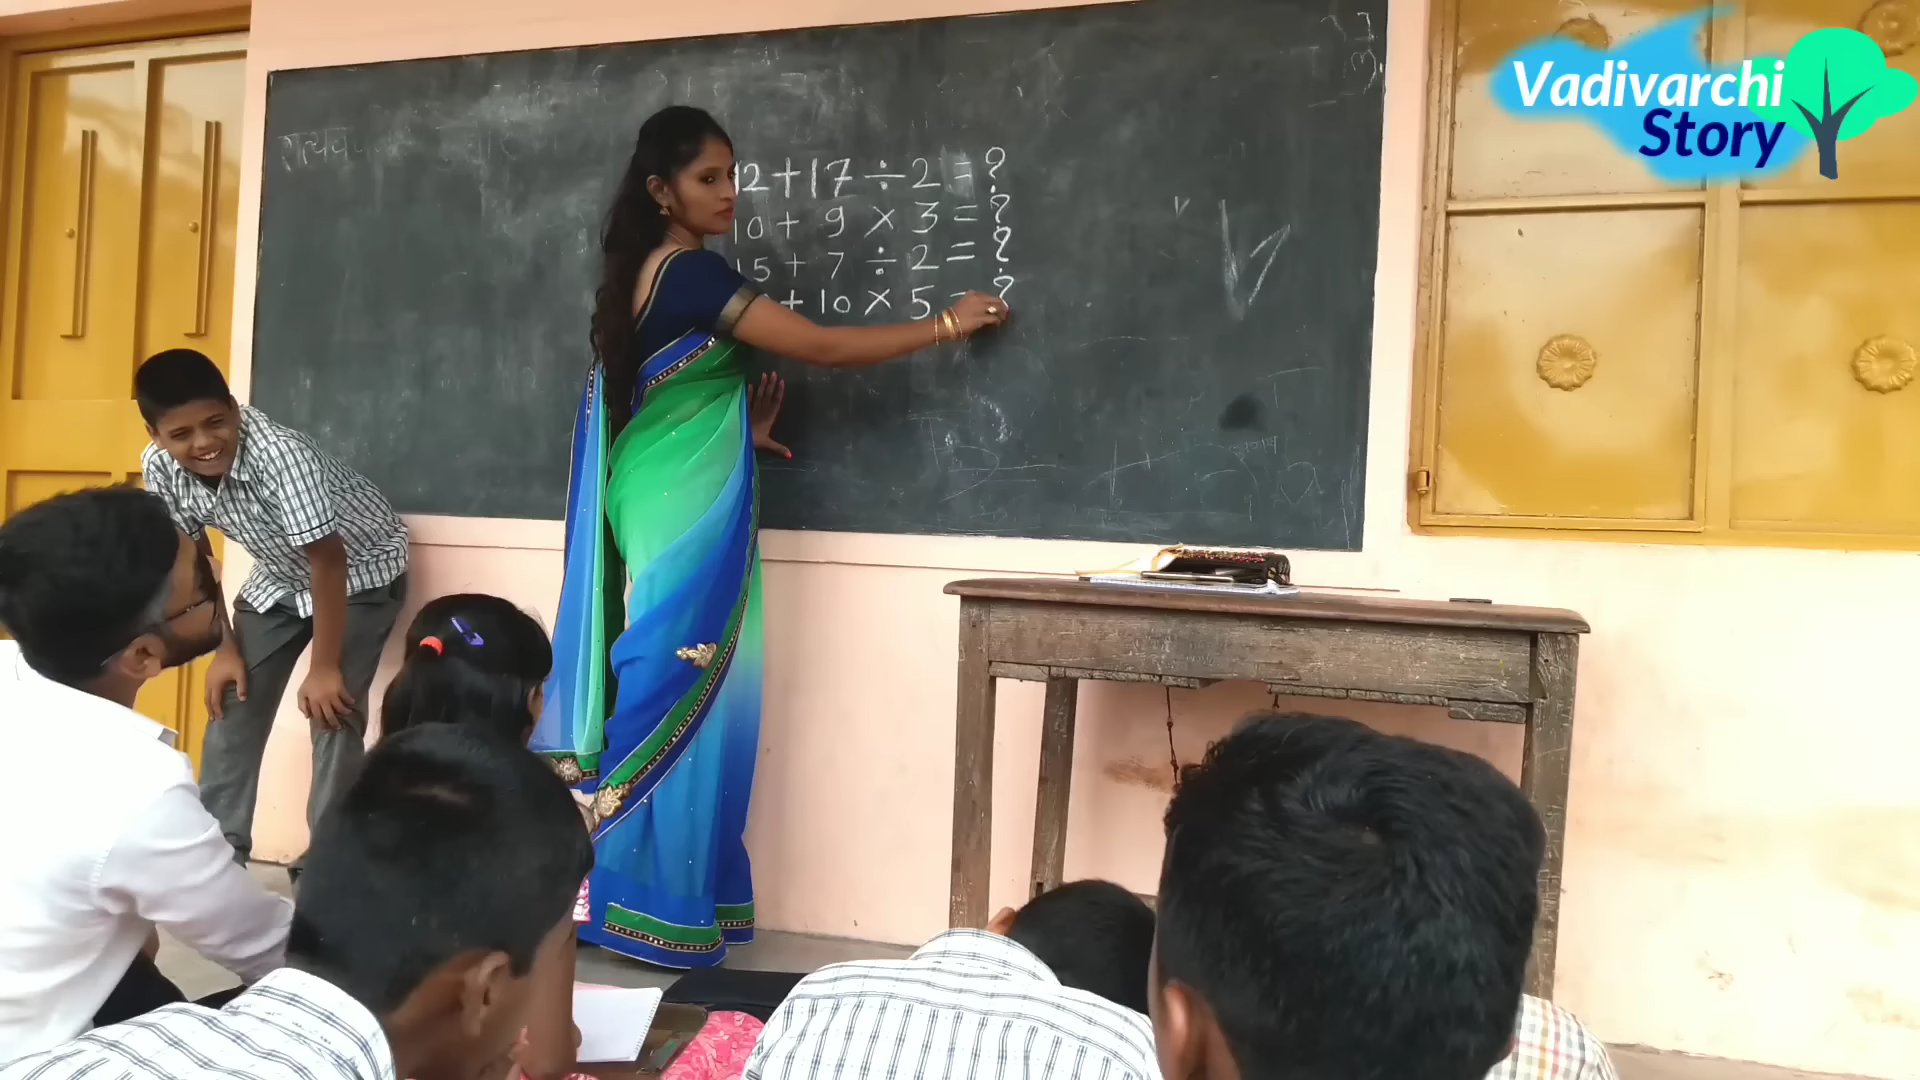 Vadivarchi
Story
12+17÷2=?
10+9×3=?
15+7÷2=?
+10×5=?
V